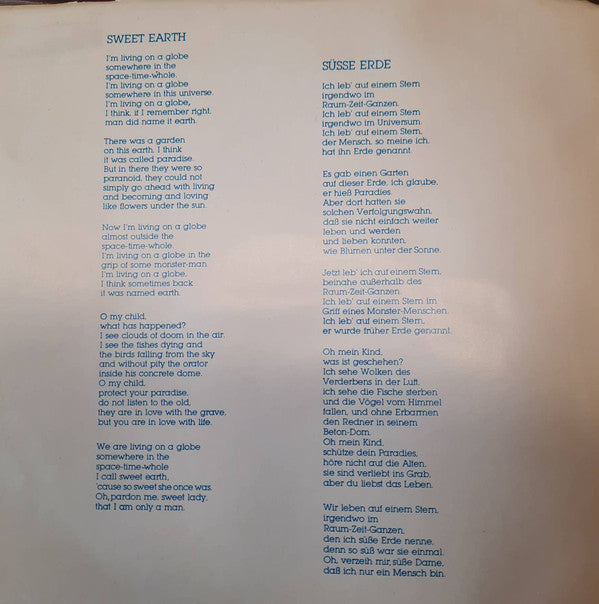 SWEET EARTH
I'm living on a globe
somewhere in the
space-time-whole.
I'm living on a globe
somewhere in this universe.
I'm living on a globe,
I think, if I remember right,
man did name it earth.
There was a garden
on this earth, I think
it was called paradise.
But in there they were so
paranoid, they could not
simply go ahead with living
and becoming and loving
like flowers under the sun.
Now I'm living on a globe
almost outside the
space-time-whole.
I'm living on a globe in the
grip of some monster-man.
I'm living on a globe,
I think sometimes back
it was named earth.
O my child,
what has happened?
I see clouds of doom in the air,
I see the fishes dying and
the birds falling from the sky
and without pity the orator
inside his concrete dome.
O my child,
protect your paradise,
do not listen to the old,
they are in love with the grave,
but you are in love with life.
We are living on a globe
somewhere in the
space-time-whole
I call sweet earth,
'cause so sweet she once was.
Oh, pardon me, sweet lady,
that I am only a man.
SÜSSE ERDE
Ich leb' auf einem Stern
irgendwo im
Raum-Zeit-Ganzen.
Ich leb' auf einem Stern
irgendwo im Universum.
Ich leb' auf einem Stern,
der Mensch, so meine ich,
hat ihn Erde genannt.
Es gab einen Garten
auf dieser Erde, ich glaube,
er hieß Paradies.
Aber dort hatten sie
solchen Verfolgungswahn,
daß sie nicht einfach weiter
leben und werden
und lieben konnten,
wie Blumen unter der Sonne.
Jetzt leb' ich auf einem Stern,
beinahe außerhalb des
Raum-Zeit-Ganzen.
Ich leb' auf einem Stern im
Griff eines Monster-Menschen.
Ich leb' auf einem Stern,
er wurde früher Erde genannt.
Oh mein Kind,
was ist geschehen?
Ich sehe Wolken des
Verderbens in der Luft,
ich sehe die Fische sterben
und die Vögel vom Himmel
fallen, und ohne Erbarmen
den Redner in seinem
Beton-Dom.
Oh mein Kind,
schütze dein Paradies,
höre nicht auf die Alten,
sie sind verliebt ins Grab,
aber du liebst das Leben.
Wir leben auf einem Stern,
irgendwo im
Raum-Zeit-Ganzen,
den ich süße Erde nenne,
denn so süß war sie einmal.
Oh, verzeih mir, süße Dame,
daß ich nur ein Mensch bin.